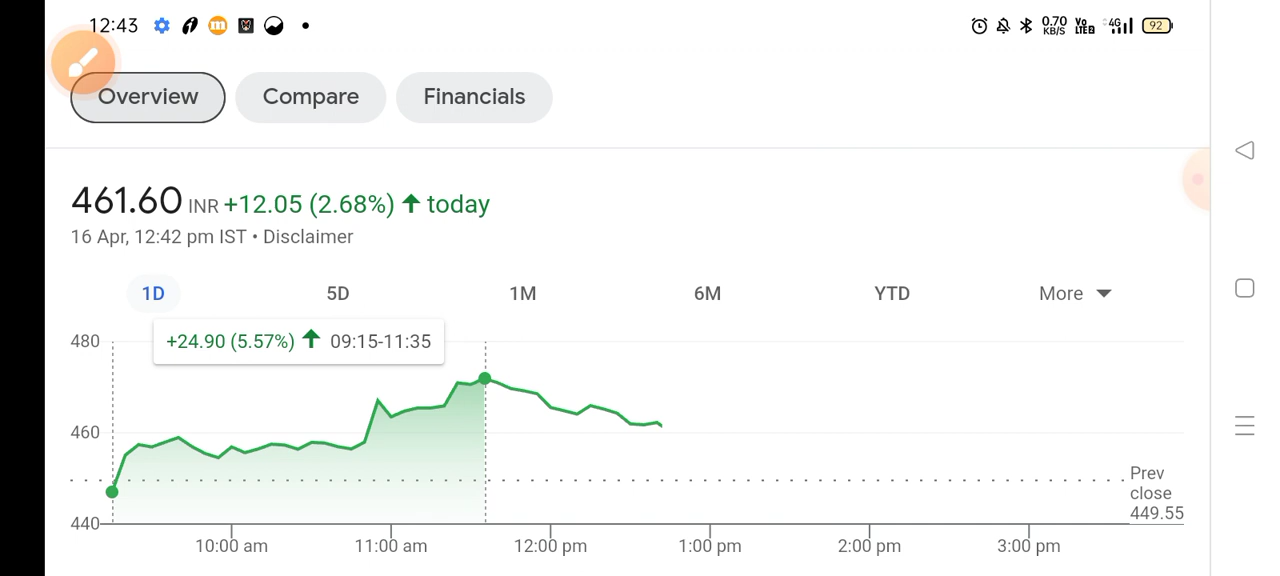 12:43
0.70 KB/S
Vo LTE2
4G
92
Overview Compare Financials
461.60 INR +12.05 (2.68%) ↑ today
16 Apr, 12:42 pm IST • Disclaimer
1D 5D 1M 6M YTD More
+24.90 (5.57%) ↑ 09:15-11:35
480
460
440
Prev
close
449.55
10:00 am 11:00 am 12:00 pm 1:00 pm 2:00 pm 3:00 pm